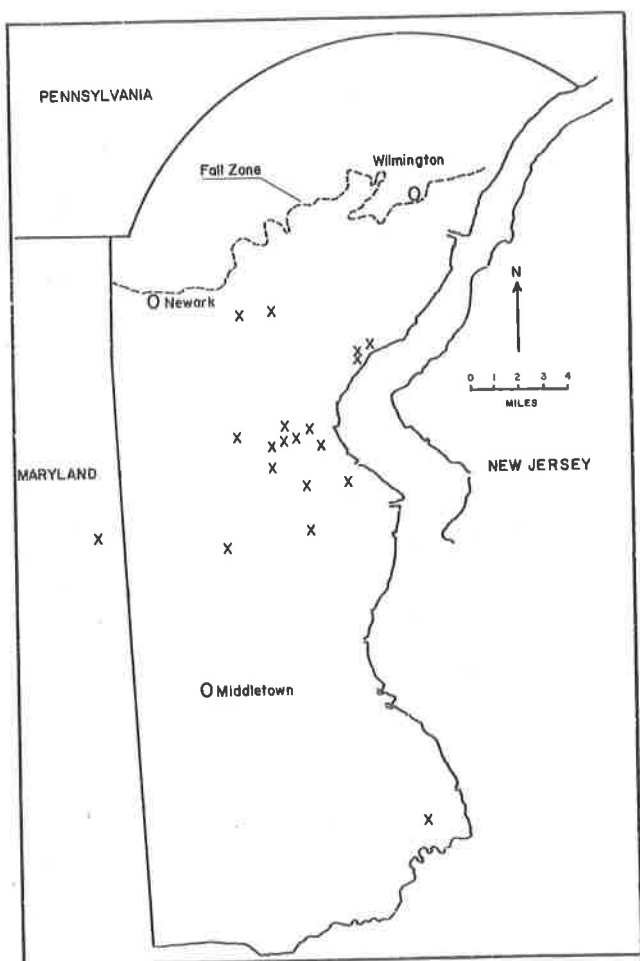 PENNSYLVANIA
Wilmington
Fall Zone
O
O Newark
X X
N
X
X
X
0 1 2 3 4
MILES
X
X
X
X
X
X
X
X
NEW JERSEY
MARYLAND
X
X
X
X
X
X
O Middletown
X